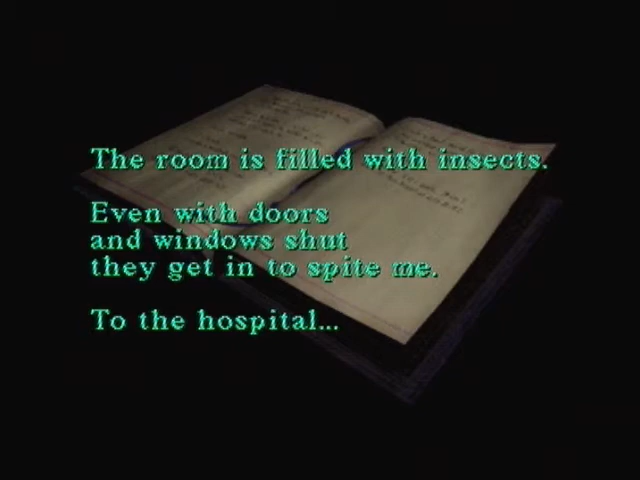 The room is filled with insects.
Even with doors
and windows shut
they get in to spite me.
To the hospital...